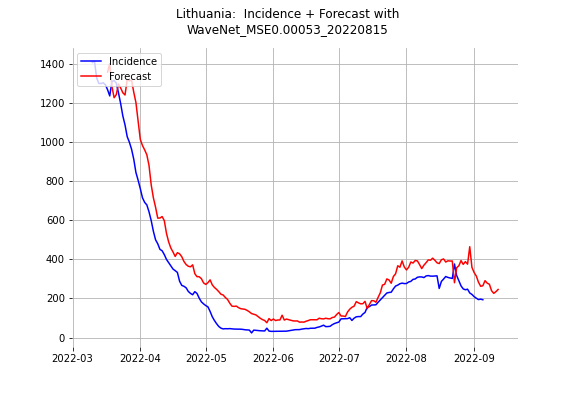 Lithuania:  Incidence + Forecast with
WaveNet_MSE0.00053_20220815
Incidence
Forecast
1400
1200
1000
800
600
400
200
0
2022-03 2022-04 2022-05 2022-06 2022-07 2022-08 2022-09